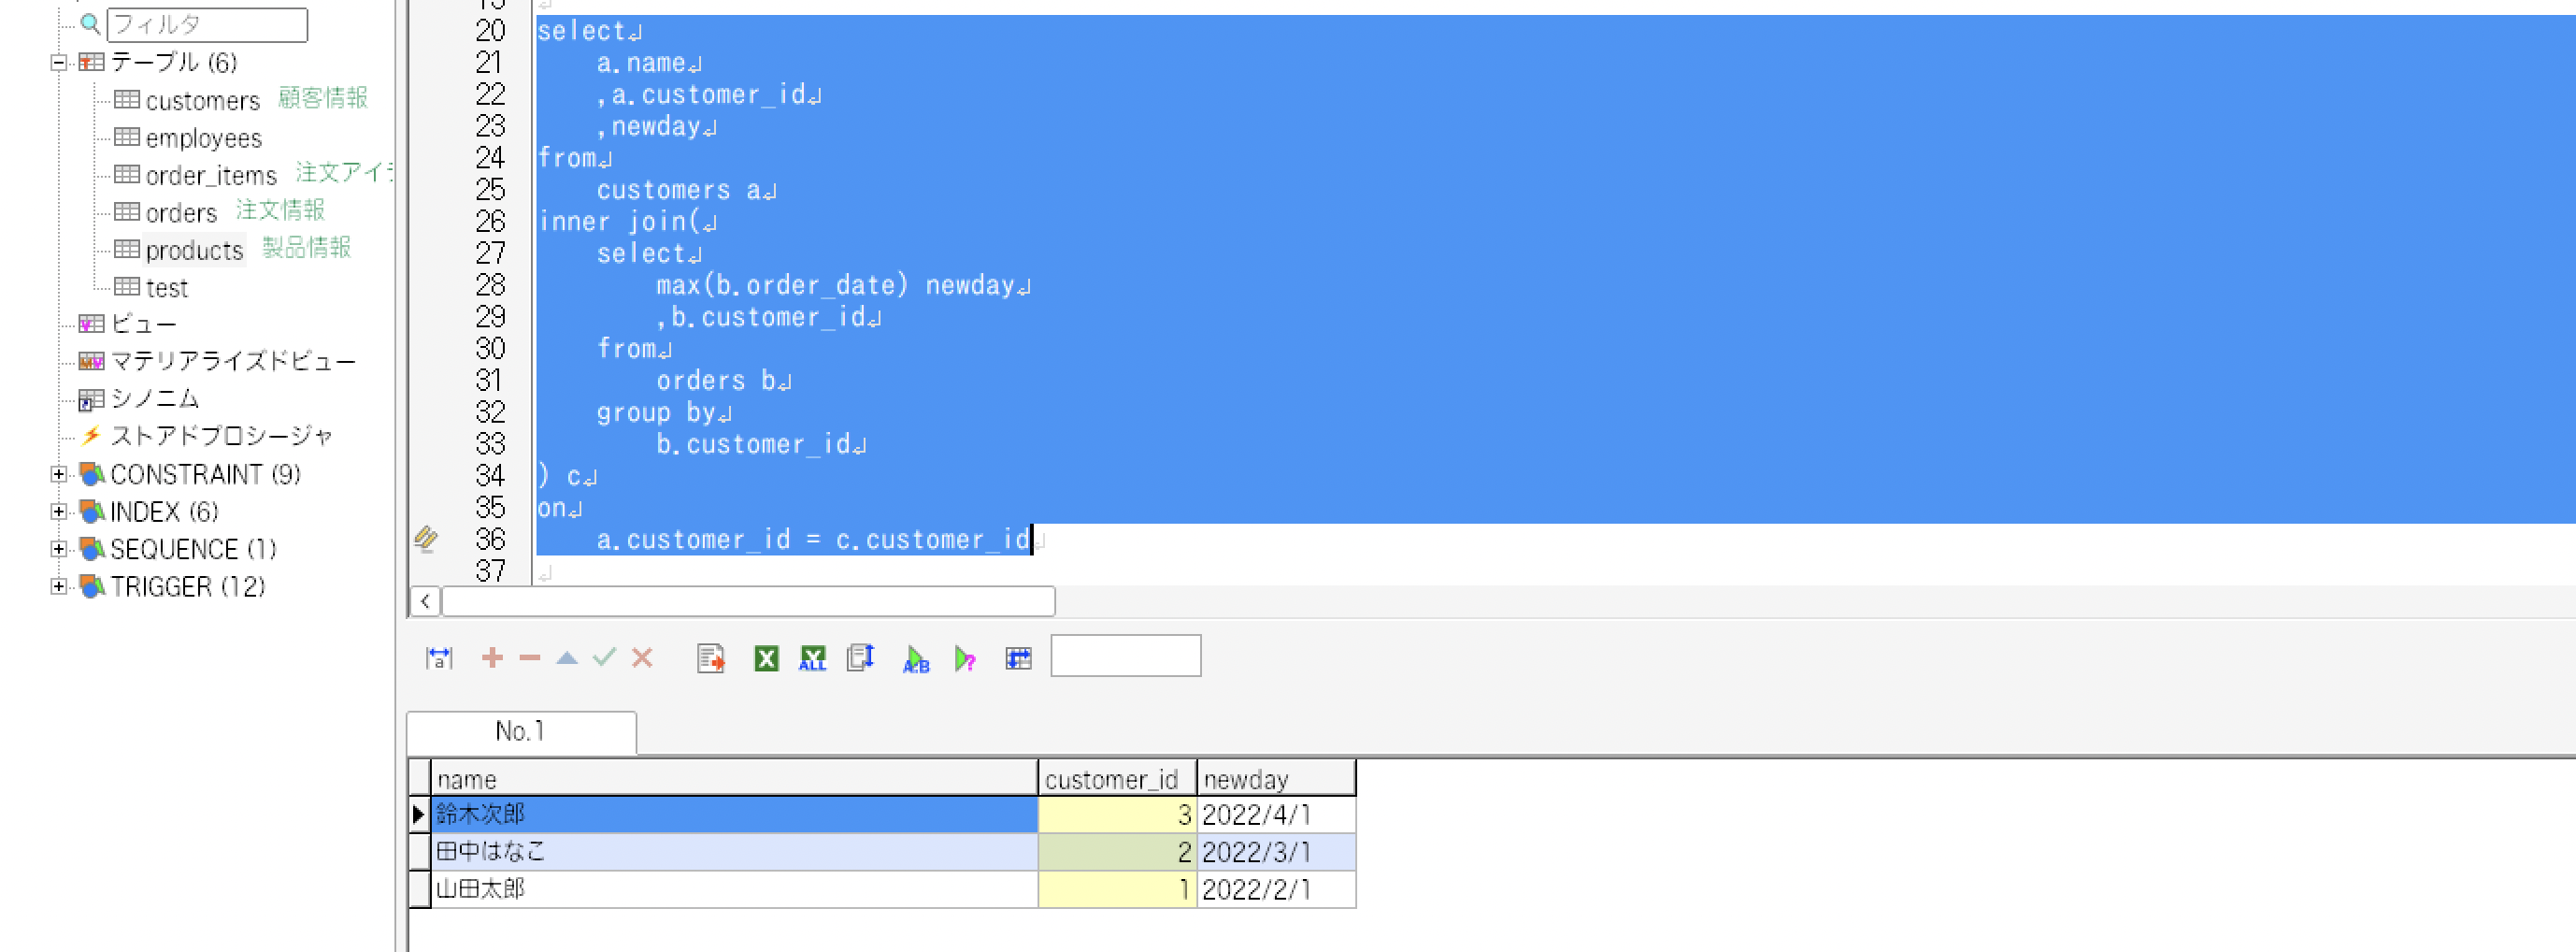 フィルタ
テーブル (6)
customers 顧客情報
employees
order_items 注文アイ
orders 注文情報
products 製品情報
test
ビュー
マテリアライズドビュー
シノニム
ストアドプロシージャ
CONSTRAINT (9)
INDEX (6)
SEQUENCE (1)
TRIGGER (12)
19
20 select
21 a.name
22 ,a.customer_id
23 ,newday
24 from
25 customers a
26 inner join(
27 select
28 max(b.order_date) newday
29 ,b.customer_id
30 from
31 orders b
32 group by
33 b.customer_id
34 ) c
35 on
36 a.customer_id = c.customer_id
37
a X ALL A:B ?
No.1
name customer_id newday
鈴木次郎 3 2022/4/1
田中はなこ 2 2022/3/1
山田太郎 1 2022/2/1